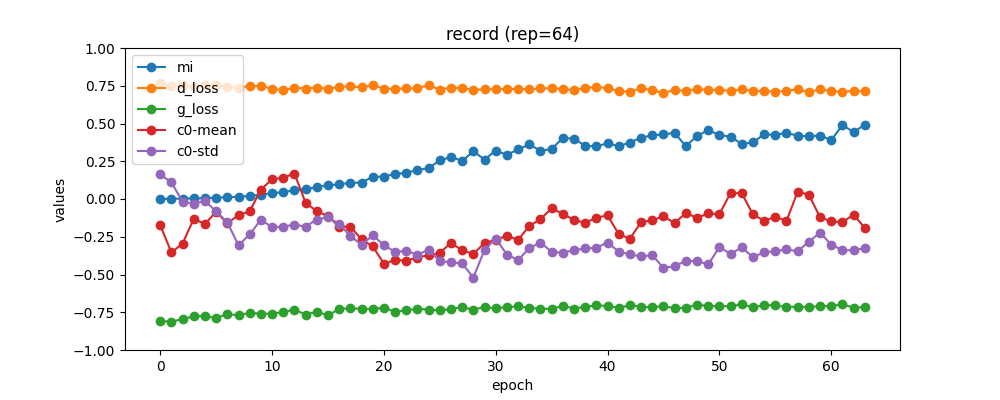 record (rep=64)
1.00
0.75
0.50
0.25
0.00
−0.25
−0.50
−0.75
−1.00
values
mi
d_loss
g_loss
c0-mean
c0-std
0
10
20
30
40
50
60
epoch